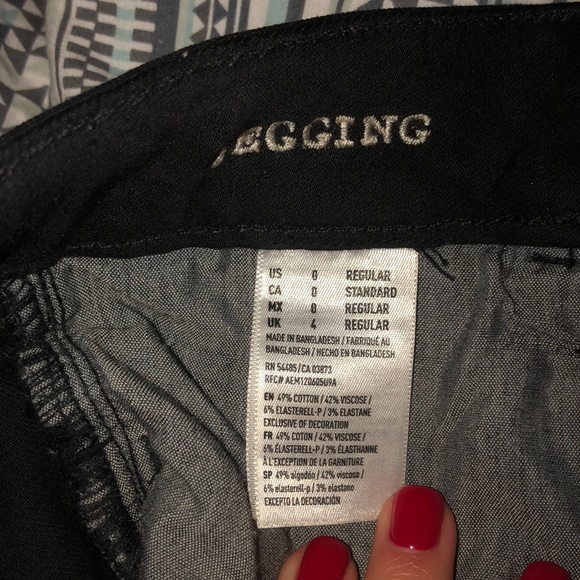 EGGING
US 0 REGULAR
CA 0 STANDARD
MX 0 REGULAR
UK 4 REGULAR
MADE IN BANGLADESH / FABRIQUÉ AU
BANGLADESH / HECHO EN BANGLADESH
RN 54485 / CA 03873
RFC# AEM120605U9A
EN 49% COTTON / 42% VISCOSE /
6% ELASTERELL-P / 3% ELASTANE
EXCLUSIVE OF DECORATION
FR 49% COTON / 42% VISCOSE /
6% ÉLASTERELL-P / 3% ÉLASTHANNE
À L'EXCEPTION DE LA GARNITURE
SP 49% algodón / 42% viscosa /
6% elasterell-p / 3% elastano
EXCEPTO LA DECORACIÓN